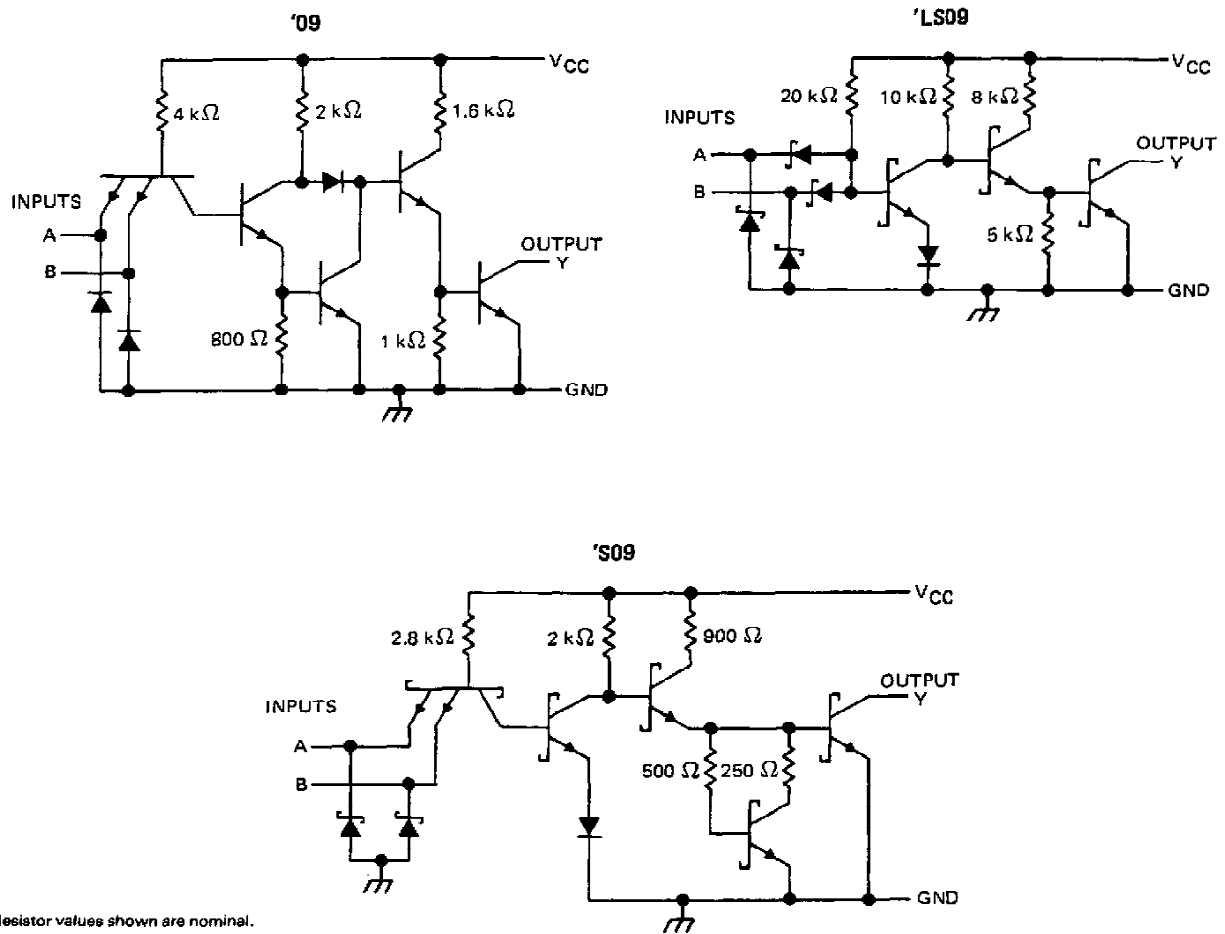 '09
VCC
4 kΩ
2 kΩ
1.6 kΩ
INPUTS
A
B
OUTPUT
Y
800 Ω
1 kΩ
GND
'LS09
VCC
20 kΩ
10 kΩ
8 kΩ
INPUTS
A
B
OUTPUT
Y
5 kΩ
GND
'S09
VCC
2.8 kΩ
2 kΩ
900 Ω
INPUTS
A
B
OUTPUT
Y
500 Ω
250 Ω
GND
values shown are nominal.